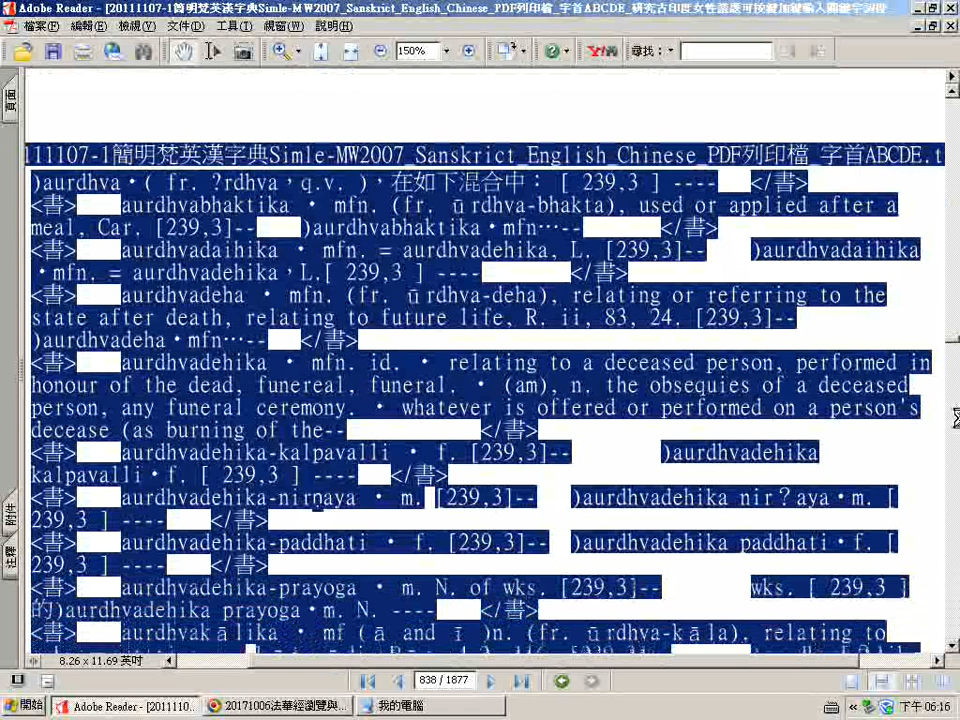 Adobe Reader - [20111107-1簡明梵英漢字典Simle-MW2007_Sanskrict_English_Chinese_PDF列印檔_字首ABCDE_研究古印度女性議題可按
檔案(F) 編輯(E) 檢視(V) 文件(D) 工具(T) 視窗(W) 說明(H)
150% 尋找:
頁面
111107-1簡明梵英漢字典Simle-MW2007_Sanskrict_English_Chinese_PDF列印檔_字首ABCDE.t
)aurdhva‧( fr. ?rdhva,q.v. ),在如下混合中: [ 239,3 ] ---- </書>
<書> aurdhvabhaktika ‧ mfn. (fr. ūrdhva-bhakta), used or applied after a
meal, Car. [239,3]-- )aurdhvabhaktika‧mfn…-- </書>
<書> aurdhvadaihika ‧ mfn. = aurdhvadehika, L. [239,3]-- )aurdhvadaihika
‧mfn. = aurdhvadehika,L.[ 239,3 ] ---- </書>
<書> aurdhvadeha ‧ mfn. (fr. ūrdhva-deha), relating or referring to the
state after death, relating to future life, R. ii, 83, 24. [239,3]--
)aurdhvadeha‧mfn…-- </書>
<書> aurdhvadehika ‧ mfn. id. ‧ relating to a deceased person, performed in
honour of the dead, funereal, funeral. ‧ (am), n. the obsequies of a deceased
person, any funeral ceremony. ‧ whatever is offered or performed on a person's
decease (as burning of the-- </書>
<書> aurdhvadehika-kalpavalli ‧ f. [239,3]-- )aurdhvadehika
kalpavalli‧f. [ 239,3 ] ---- </書>
<書> aurdhvadehika-nirṇaya ‧ m. [239,3]-- )aurdhvadehika nir?aya‧m. [
239,3 ] ---- </書>
<書> aurdhvadehika-paddhati ‧ f. [239,3]-- )aurdhvadehika paddhati‧f. [
239,3 ] ---- </書>
<書> aurdhvadehika-prayoga ‧ m. N. of wks. [239,3]-- wks. [ 239,3 ]
的)aurdhvadehika prayoga‧m. N. ---- </書>
<書> aurdhvakālika ‧ mf (ā and ī )n. (fr. ūrdhva-kāla), relating to
附件
注釋
8.26 x 11.69 英吋
838 / 1877
開始 Adobe Reader - [2011110... 20171006法華經瀏覽與... 我的電腦 下午 06:16